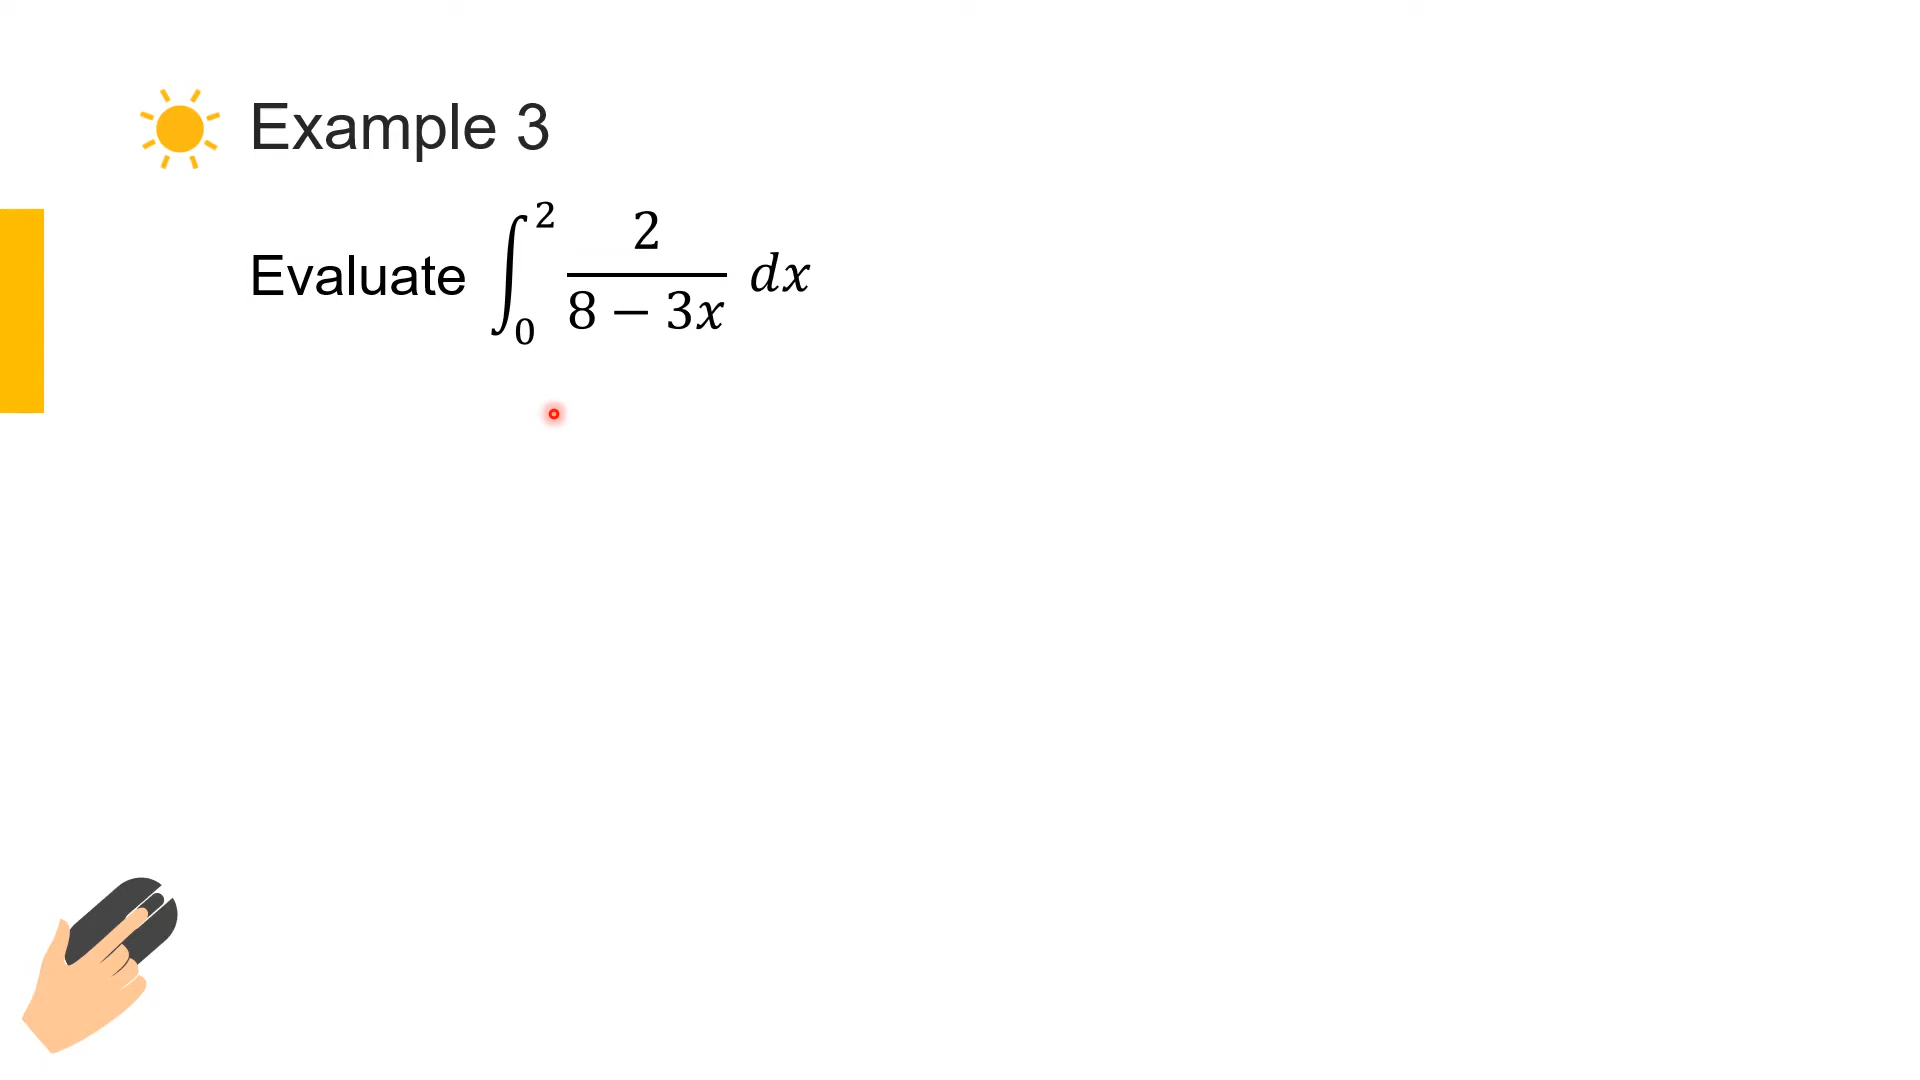 Example 3
Evaluate ∫₀² 2/(8 − 3x) dx